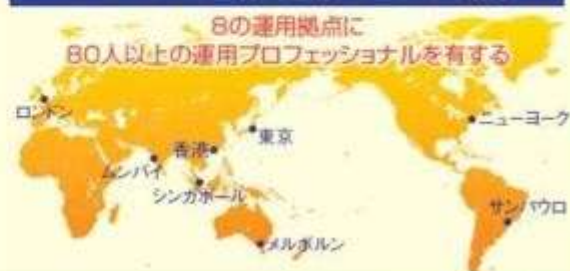 8の運用拠点に
80人以上の運用プロフェッショナルを有する
ロンドン
ニューヨーク
東京
香港
ムンバイ
シンガポール
サンパウロ
メルボルン